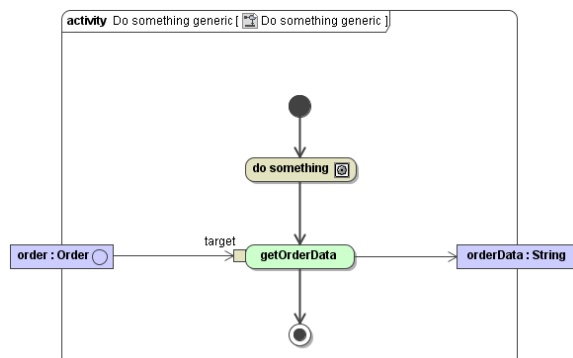 activity Do something generic [ Do something generic ]
do something
target
order : Order
getOrderData
orderData : String